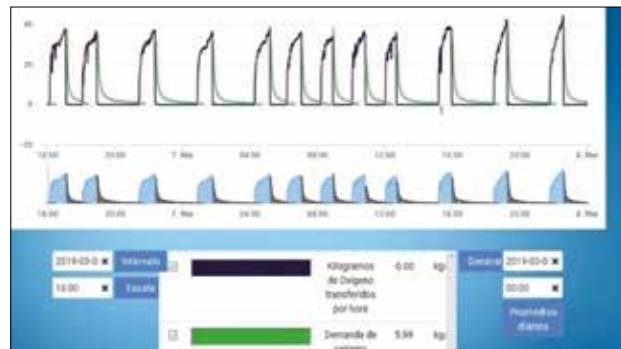 40
20
0
-20
16:00 20:00 7. Mar 04:00 08:00 12:00 16:00 20:00 8. Mar
16:00 20:00 7. Mar 04:00 08:00 12:00 16:00 20:00 8. Mar
2019-03-0 × Intervalo
16:00 × Escala
Kilogramos de Oxígeno transferidos por hora -0.00 kg
Demanda de 5.99 kg
General 2019-03-0 ×
00:00 ×
Promedios diarios